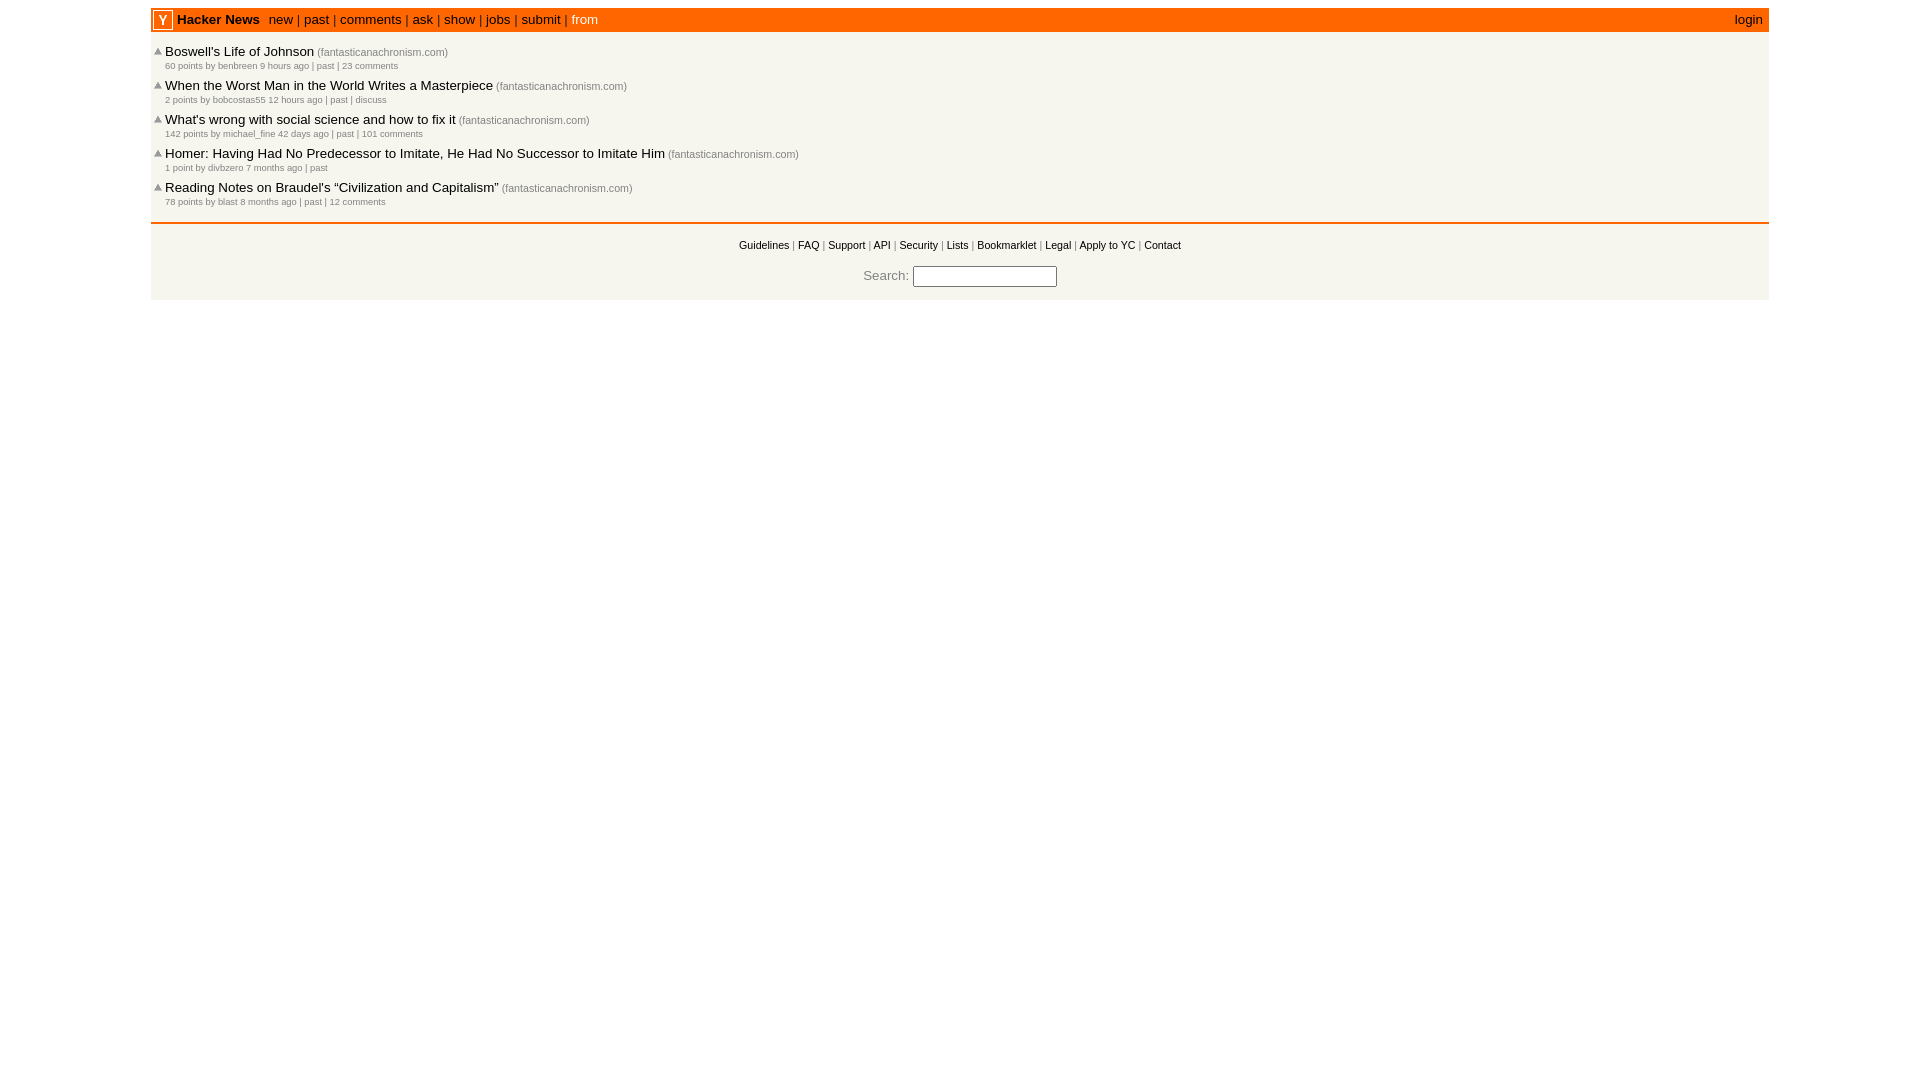 Y Hacker News new | past | comments | ask | show | jobs | submit | from login
Boswell's Life of Johnson (fantasticanachronism.com)
60 points by benbreen 9 hours ago | past | 23 comments
When the Worst Man in the World Writes a Masterpiece (fantasticanachronism.com)
2 points by bobcostas55 12 hours ago | past | discuss
What's wrong with social science and how to fix it (fantasticanachronism.com)
142 points by michael_fine 42 days ago | past | 101 comments
Homer: Having Had No Predecessor to Imitate, He Had No Successor to Imitate Him (fantasticanachronism.com)
1 point by divbzero 7 months ago | past
Reading Notes on Braudel's “Civilization and Capitalism” (fantasticanachronism.com)
78 points by blast 8 months ago | past | 12 comments
Guidelines | FAQ | Support | API | Security | Lists | Bookmarklet | Legal | Apply to YC | Contact
Search: